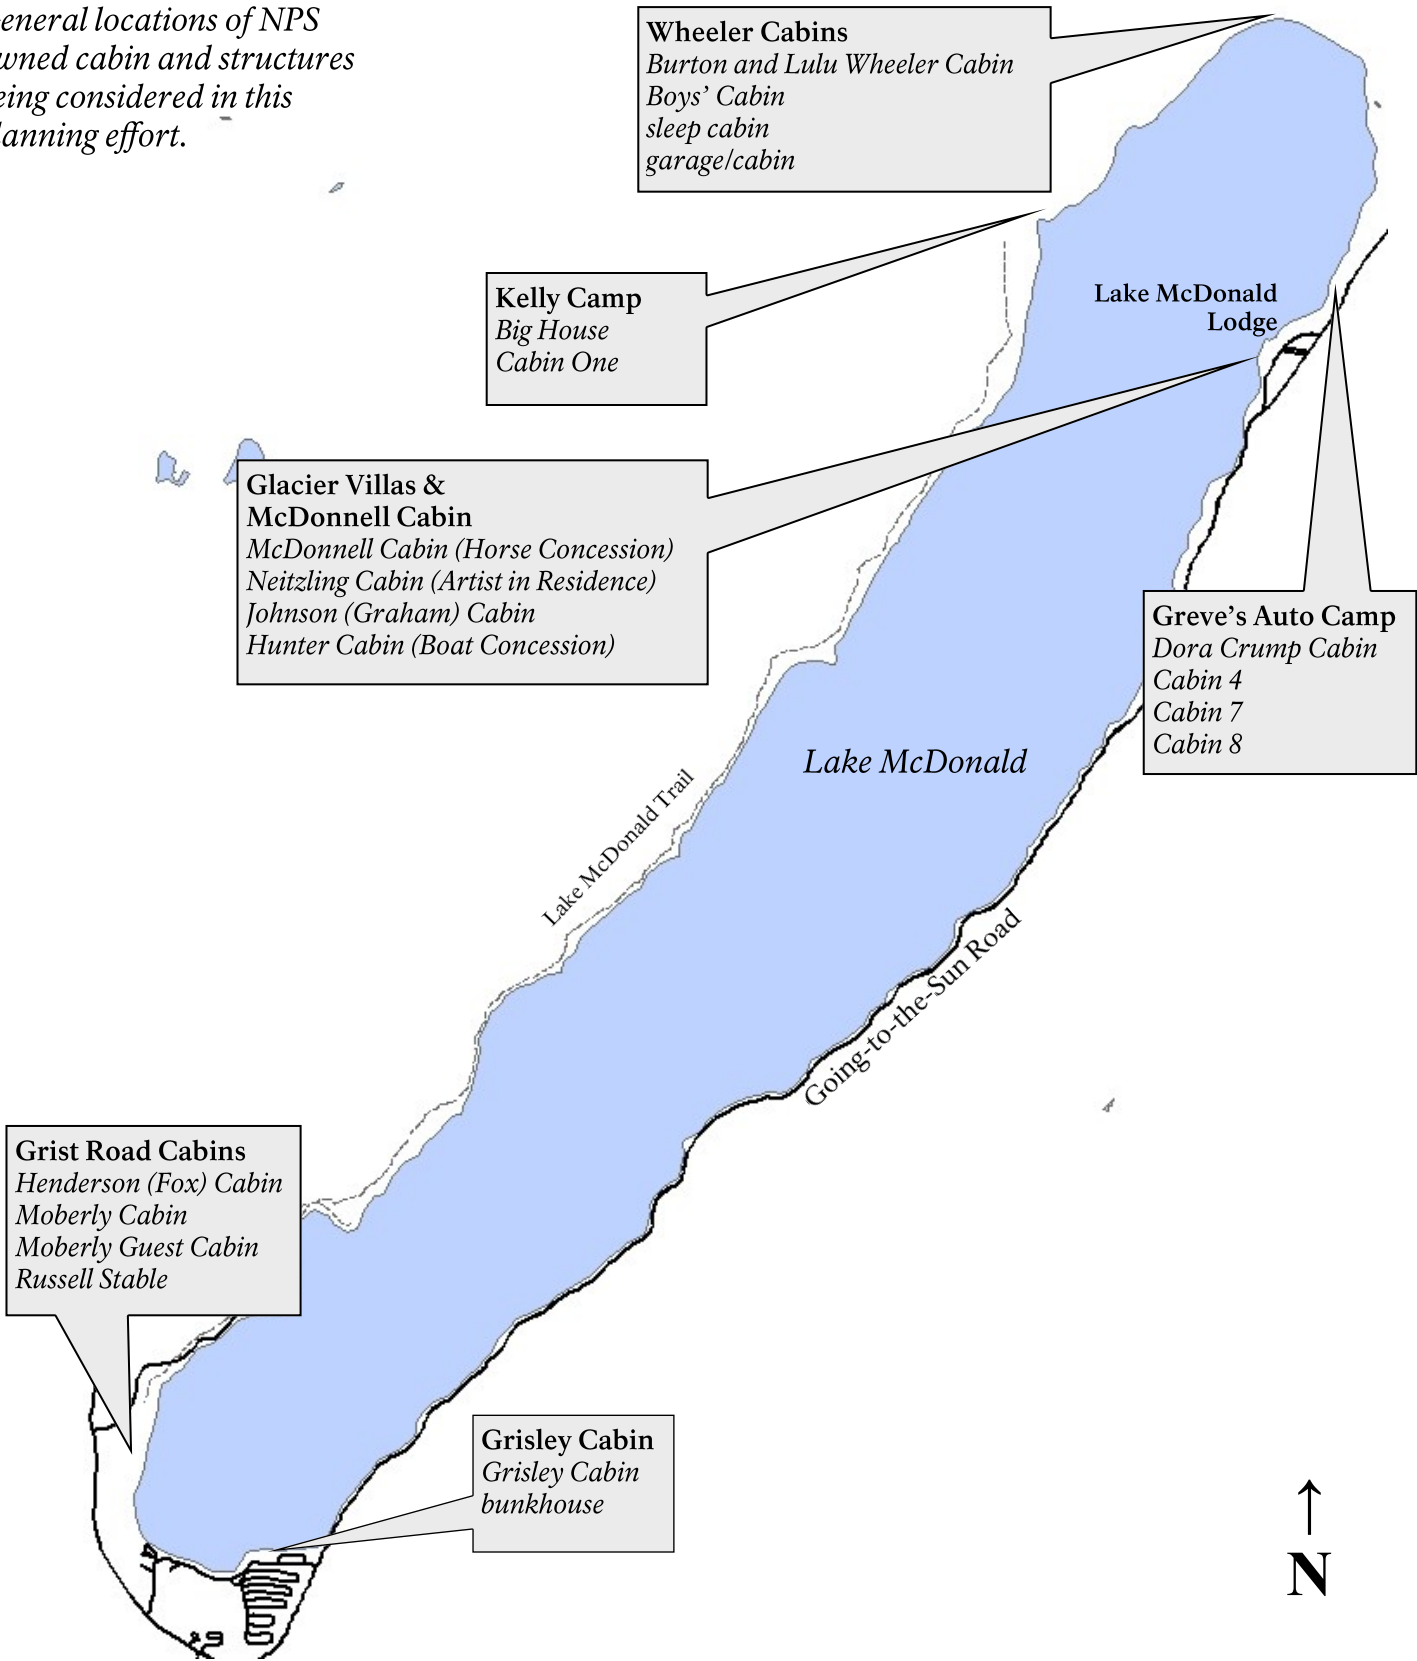 eneral locations of NPS
wned cabin and structures
eing considered in this
lanning effort.
Wheeler Cabins
Burton and Lulu Wheeler Cabin
Boys’ Cabin
sleep cabin
garage/cabin
Kelly Camp
Big House
Cabin One
Lake McDonald
Lodge
Glacier Villas &
McDonnell Cabin
McDonnell Cabin (Horse Concession)
Neitzling Cabin (Artist in Residence)
Johnson (Graham) Cabin
Hunter Cabin (Boat Concession)
Greve’s Auto Camp
Dora Crump Cabin
Cabin 4
Cabin 7
Cabin 8
Lake McDonald
Lake McDonald Trail
Going-to-the-Sun Road
Grist Road Cabins
Henderson (Fox) Cabin
Moberly Cabin
Moberly Guest Cabin
Russell Stable
Grisley Cabin
Grisley Cabin
bunkhouse
N